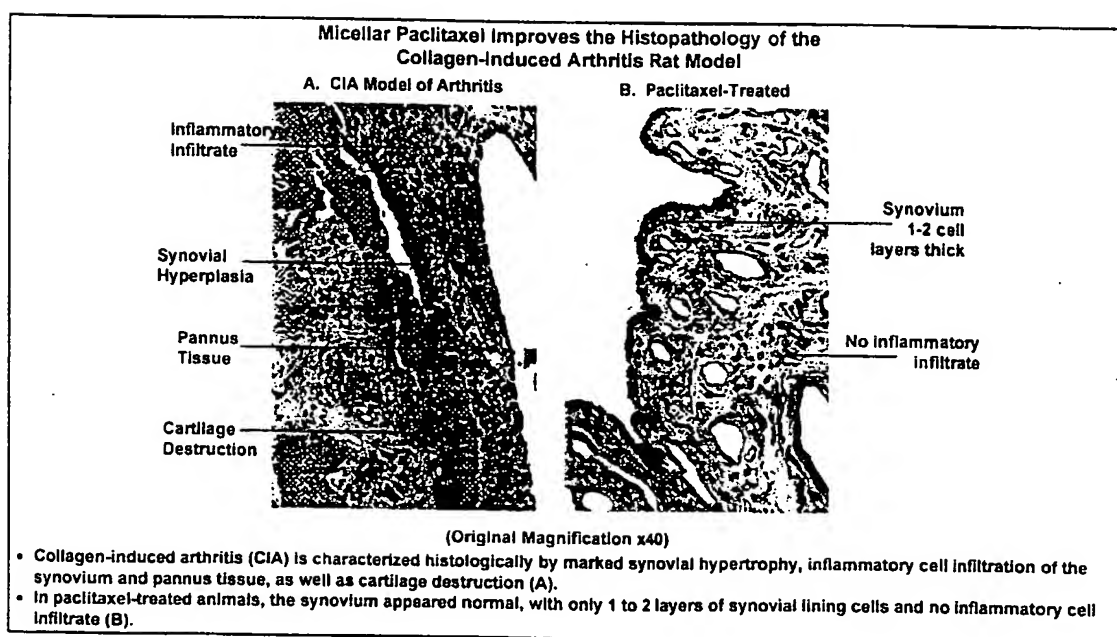 Micellar Paclitaxel Improves the Histopathology of the
Collagen-Induced Arthritis Rat Model
A. CIA Model of Arthritis
B. Paclitaxel-Treated
Inflammatory
Infiltrate
Synovial
Hyperplasia
Pannus
Tissue
Cartilage
Destruction
Synovium
1-2 cell
layers thick
No inflammatory
infiltrate
(Original Magnification x40)
• Collagen-induced arthritis (CIA) is characterized histologically by marked synovial hypertrophy, inflammatory cell infiltration of the
synovium and pannus tissue, as well as cartilage destruction (A).
• In paclitaxel-treated animals, the synovium appeared normal, with only 1 to 2 layers of synovial lining cells and no inflammatory cell
infiltrate (B).